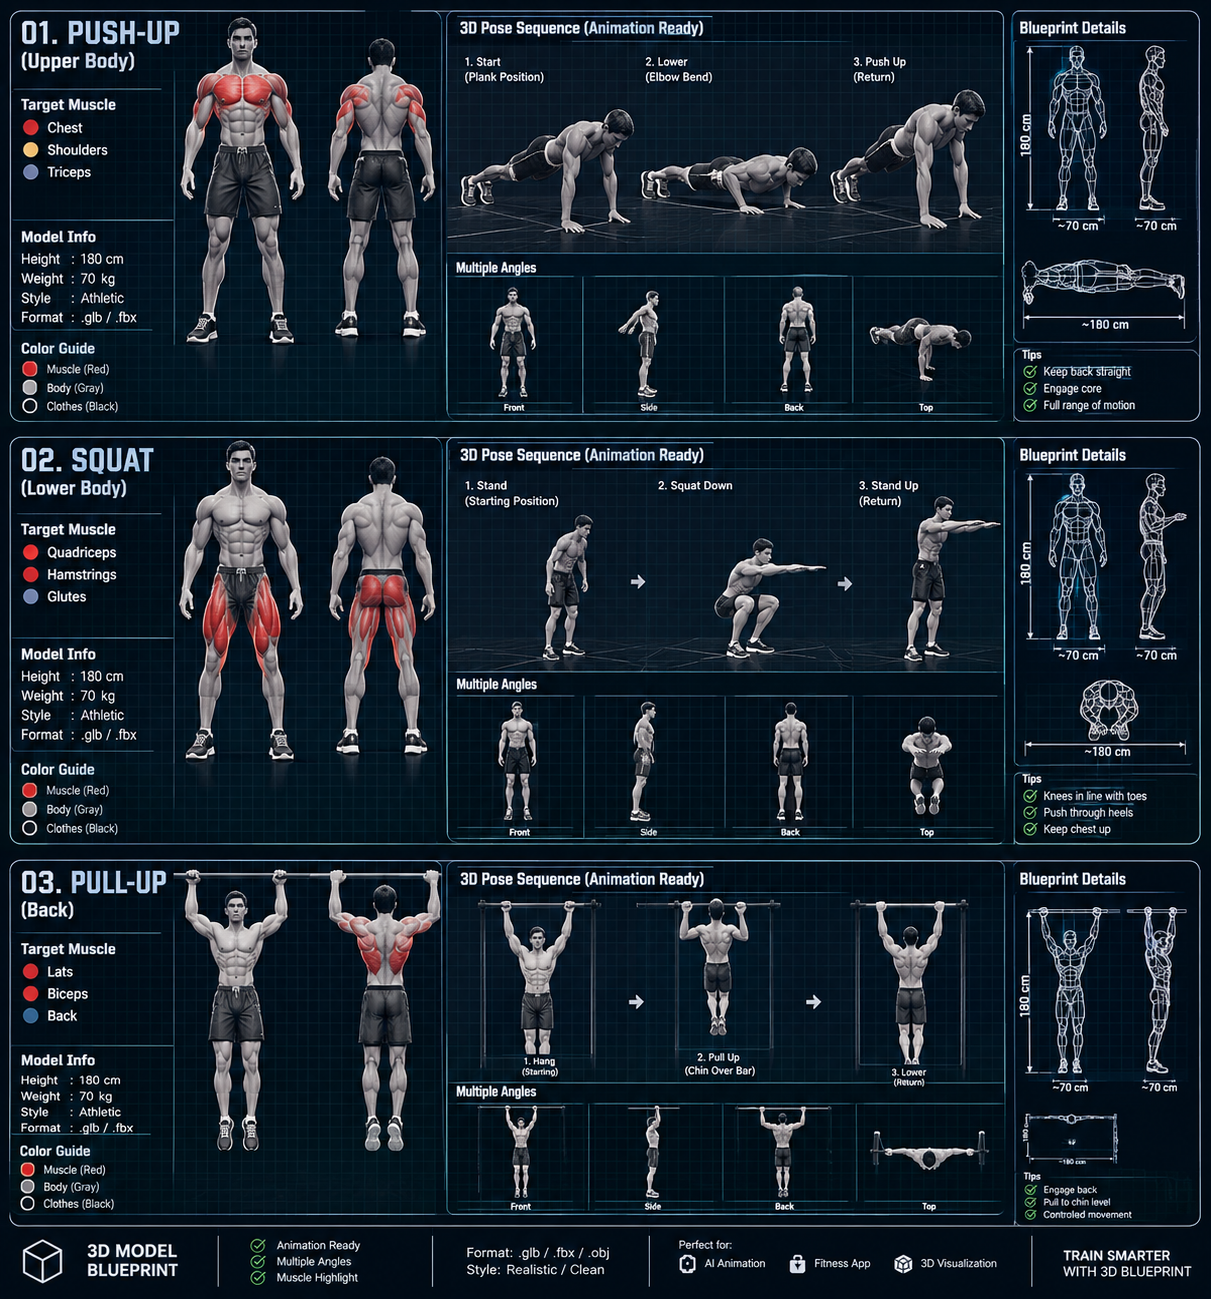 01. PUSH-UP
(Upper Body)
Target Muscle
Chest
Shoulders
Triceps
Model Info
Height : 180 cm
Weight : 70 kg
Style : Athletic
Format : .glb / .fbx
Color Guide
Muscle (Red)
Body (Gray)
Clothes (Black)
3D Pose Sequence (Animation Ready)
1. Start
(Plank Position)
2. Lower
(Elbow Bend)
3. Push Up
(Return)
Multiple Angles
Front
Side
Back
Top
Blueprint Details
180 cm
~70 cm
~70 cm
~180 cm
Tips
Keep back straight
Engage core
Full range of motion
02. SQUAT
(Lower Body)
Target Muscle
Quadriceps
Hamstrings
Glutes
Model Info
Height : 180 cm
Weight : 70 kg
Style : Athletic
Format : .glb / .fbx
Color Guide
Muscle (Red)
Body (Gray)
Clothes (Black)
3D Pose Sequence (Animation Ready)
1. Stand
(Starting Position)
2. Squat Down
3. Stand Up
(Return)
Multiple Angles
Front
Side
Back
Top
Blueprint Details
180 cm
~70 cm
~70 cm
~180 cm
Tips
Knees in line with toes
Push through heels
Keep chest up
03. PULL-UP
(Back)
Target Muscle
Lats
Biceps
Back
Model Info
Height : 180 cm
Weight : 70 kg
Style : Athletic
Format : .glb / .fbx
Color Guide
Muscle (Red)
Body (Gray)
Clothes (Black)
3D Pose Sequence (Animation Ready)
1. Hang
(Starting)
2. Pull Up
(Chin Over Bar)
3. Lower
(Return)
Multiple Angles
Front
Side
Back
Top
Blueprint Details
180 cm
~70 cm
~70 cm
180 c
~180 cm
Tips
Engage back
Pull to chin level
Controled movement
3D MODEL
BLUEPRINT
Animation Ready
Multiple Angles
Muscle Highlight
Format: .glb / .fbx / .obj
Style: Realistic / Clean
Perfect for:
AI Animation
Fitness App
3D Visualization
TRAIN SMARTER
WITH 3D BLUEPRINT